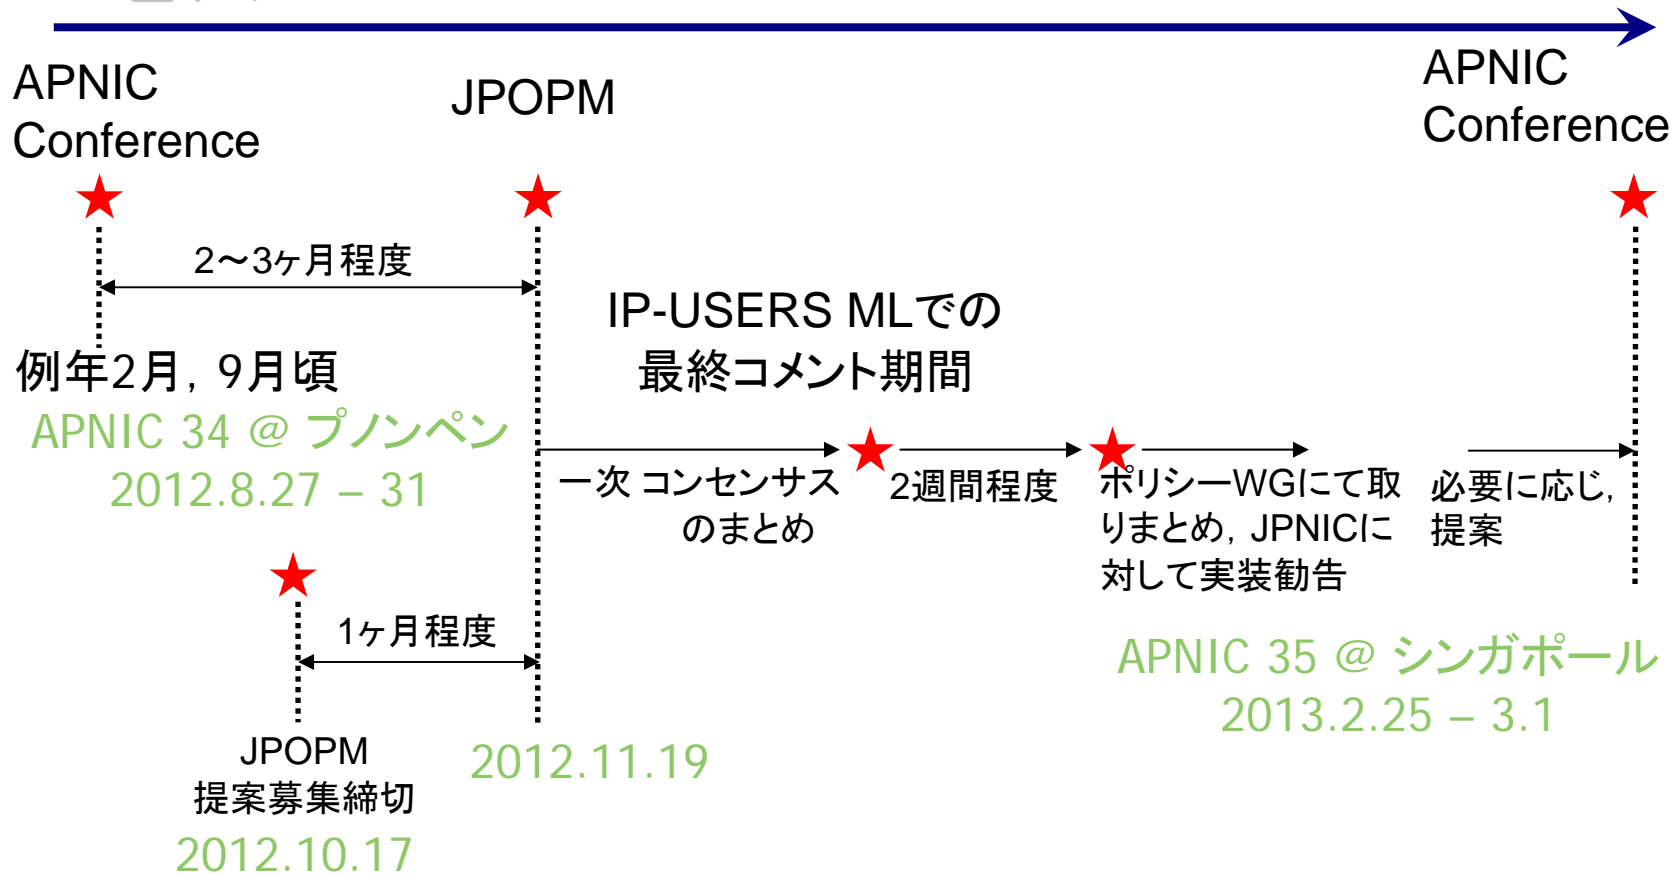 APNIC
Conference
JPOPM
APNIC
Conference
2～3ヶ月程度
IP-USERS MLでの
最終コメント期間
例年2月, 9月頃
APNIC 34 @ プノンペン
2012.8.27 – 31
一次 コンセンサス
のまとめ
2週間程度
ポリシーWGにて取
りまとめ, JPNICに
対して実装勧告
必要に応じ,
提案
1ヶ月程度
APNIC 35 @ シンガポール
2013.2.25 – 3.1
JPOPM
提案募集締切
2012.10.17
2012.11.19